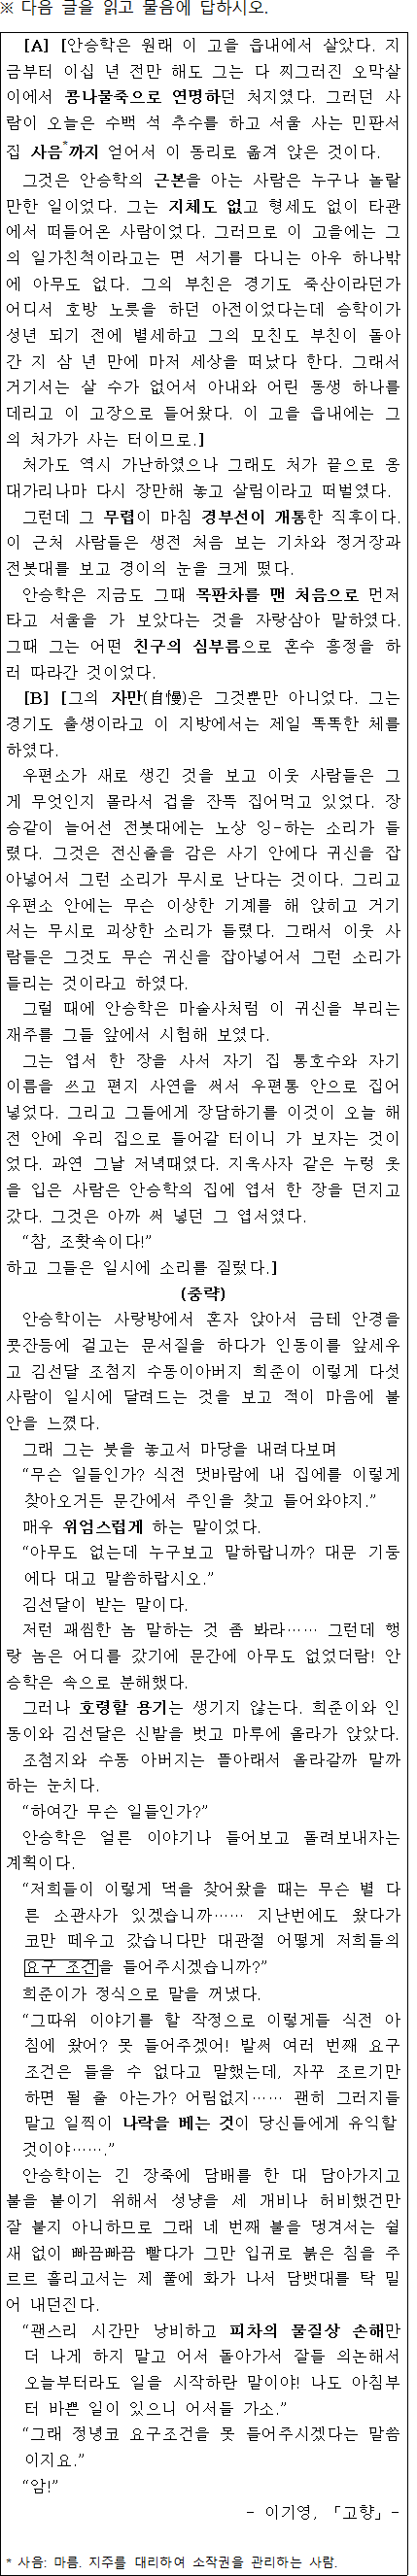 ※ 다음 글을 읽고 물음에 답하시오.
[A] [안승학은 원래 이 고을 읍내에서 살았다. 지
금부터 이십 년 전만 해도 그는 다 찌그러진 오막살
이에서 콩나물죽으로 연명하던 처지였다. 그러던 사
람이 오늘은 수백 석 추수를 하고 서울 사는 민판서
집 사음*까지 얻어서 이 동리로 옮겨 앉은 것이다.
그것은 안승학의 근본을 아는 사람은 누구나 놀랄
만한 일이었다. 그는 지체도 없고 형세도 없이 타관
에서 떠들어온 사람이었다. 그러므로 이 고을에는 그
의 일가친척이라고는 면 서기를 다니는 아우 하나밖
에 아무도 없다. 그의 부친은 경기도 죽산이라던가
어디서 호방 노릇을 하던 아전이었다는데 승학이가
성년 되기 전에 별세하고 그의 모친도 부친이 돌아
간 지 삼 년 만에 마저 세상을 떠났다 한다. 그래서
거기서는 살 수가 없어서 아내와 어린 동생 하나를
데리고 이 고장으로 들어왔다. 이 고을 읍내에는 그
의 처가가 사는 터이므로.]
처가도 역시 가난하였으나 그래도 처가 끝으로 옹
대가리나마 다시 장만해 놓고 살림이라고 떠벌였다.
그런데 그 무렵이 마침 경부선이 개통한 직후이다.
이 근처 사람들은 생전 처음 보는 기차와 정거장과
전봇대를 보고 경이의 눈을 크게 떴다.
안승학은 지금도 그때 목판차를 맨 처음으로 먼저
타고 서울을 가 보았다는 것을 자랑삼아 말하였다.
그때 그는 어떤 친구의 심부름으로 혼수 흥정을 하
러 따라간 것이었다.
[B] [그의 자만(自慢)은 그것뿐만 아니었다. 그는
경기도 출생이라고 이 지방에서는 제일 똑똑한 체를
하였다.
우편소가 새로 생긴 것을 보고 이웃 사람들은 그
게 무엇인지 몰라서 겁을 잔뜩 집어먹고 있었다. 장
승같이 늘어선 전봇대에는 노상 잉-하는 소리가 들
렸다. 그것은 전신줄을 감은 사기 안에다 귀신을 잡
아넣어서 그런 소리가 무시로 난다는 것이다. 그리고
우편소 안에는 무슨 이상한 기계를 해 앉히고 거기
서는 무시로 괴상한 소리가 들렸다. 그래서 이웃 사
람들은 그것도 무슨 귀신을 잡아넣어서 그런 소리가
들리는 것이라고 하였다.
그럴 때에 안승학은 마술사처럼 이 귀신을 부리는
재주를 그들 앞에서 시험해 보였다.
그는 엽서 한 장을 사서 자기 집 통호수와 자기
이름을 쓰고 편지 사연을 써서 우편통 안으로 집어
넣었다. 그리고 그들에게 장담하기를 이것이 오늘 해
전 안에 우리 집으로 들어갈 터이니 가 보자는 것이
었다. 과연 그날 저녁때였다. 지옥사자 같은 누렁 옷
을 입은 사람은 안승학의 집에 엽서 한 장을 던지고
갔다. 그것은 아까 써 넣던 그 엽서였다.
“참, 조홧속이다!”
하고 그들은 일시에 소리를 질렀다.]
(중략)
안승학이는 사랑방에서 혼자 앉아서 금테 안경을
콧잔등에 걸고는 문서질을 하다가 인동이를 앞세우
고 김선달 조첨지 수동이아버지 희준이 이렇게 다섯
사람이 일시에 달려드는 것을 보고 적이 마음에 불
안을 느꼈다.
그래 그는 붓을 놓고서 마당을 내려다보며
“무슨 일들인가? 식전 댓바람에 내 집에를 이렇게
찾아오거든 문간에서 주인을 찾고 들어와야지.”
매우 위엄스럽게 하는 말이었다.
“아무도 없는데 누구보고 말하랍니까? 대문 기둥
에다 대고 말씀하랍시오.”
김선달이 받는 말이다.
저런 괘씸한 놈 말하는 것 좀 봐라…… 그런데 행
랑 놈은 어디를 갔기에 문간에 아무도 없었더람! 안
승학은 속으로 분해했다.
그러나 호령할 용기는 생기지 않는다. 희준이와 인
동이와 김선달은 신발을 벗고 마루에 올라가 앉았다.
조첨지와 수동 아버지는 뜰아래서 올라갈까 말까
하는 눈치다.
“하여간 무슨 일들인가?”
안승학은 얼른 이야기나 들어보고 돌려보내자는
계획이다.
“저희들이 이렇게 댁을 찾아왔을 때는 무슨 별 다
른 소관사가 있겠습니까…… 지난번에도 왔다가
코만 떼우고 갔습니다만 대관절 어떻게 저희들의
요구 조건을 들어주시겠습니까?”
희준이가 정식으로 말을 꺼냈다.
“그따위 이야기를 할 작정으로 이렇게들 식전 아
침에 왔어? 못 들어주겠어! 발써 여러 번째 요구
조건은 들을 수 없다고 말했는데, 자꾸 조르기만
하면 될 줄 아는가? 어림없지…… 괜히 그러지들
말고 일찍이 나락을 베는 것이 당신들에게 유익할
것이야…….”
안승학이는 긴 장죽에 담배를 한 대 담아가지고
불을 붙이기 위해서 성냥을 세 개비나 허비했건만
잘 붙지 아니하므로 그래 네 번째 불을 댕겨서는 쉴
새 없이 빠끔빠끔 빨다가 그만 입귀로 붉은 침을 주
르르 흘리고서는 제 풀에 화가 나서 담뱃대를 탁 밀
어 내던진다.
“괜스리 시간만 낭비하고 피차의 물질상 손해만
더 나게 하지 말고 어서 돌아가서 잘들 의논해서
오늘부터라도 일을 시작하란 말이야! 나도 아침부
터 바쁜 일이 있으니 어서들 가소.”
“그래 정녕코 요구조건을 못 들어주시겠다는 말씀
이지요.”
“암!”
- 이기영, 「고향」-
* 사음: 마름. 지주를 대리하여 소작권을 관리하는 사람.